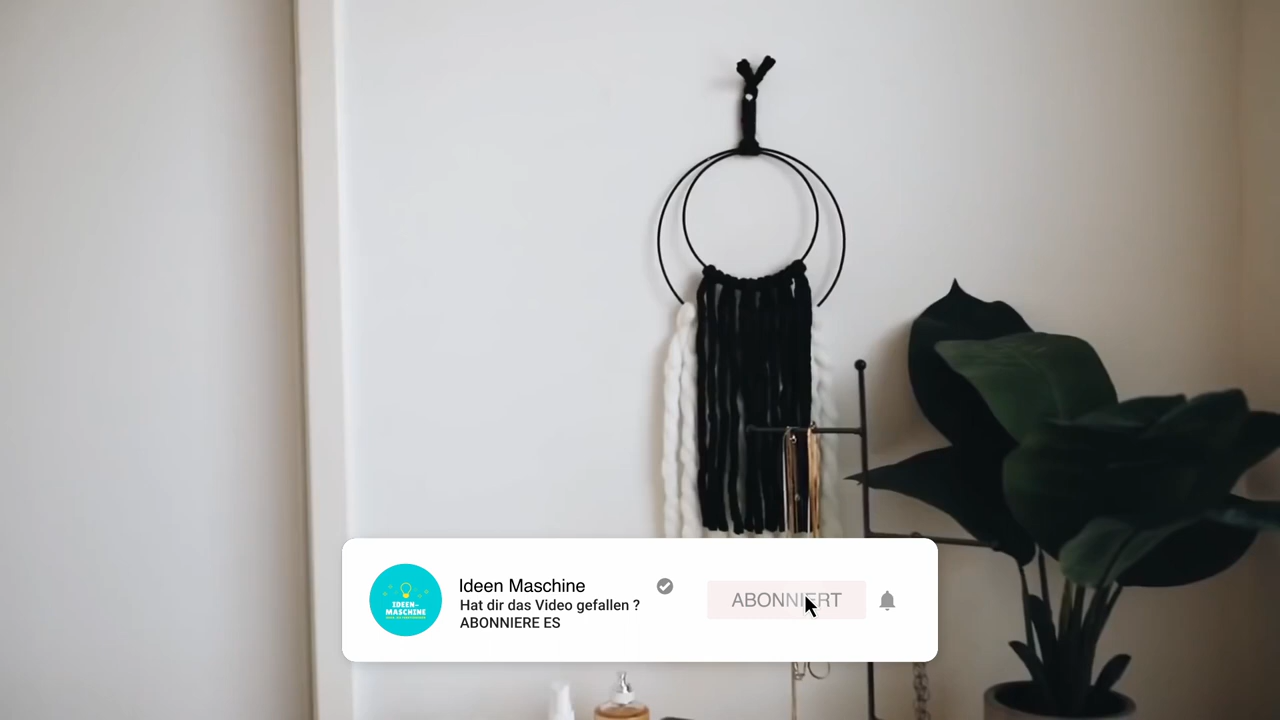 Ideen Maschine
Hat dir das Video gefallen ?
ABONNIERE ES
ABONNIERT
IDEEN-
MASCHINE